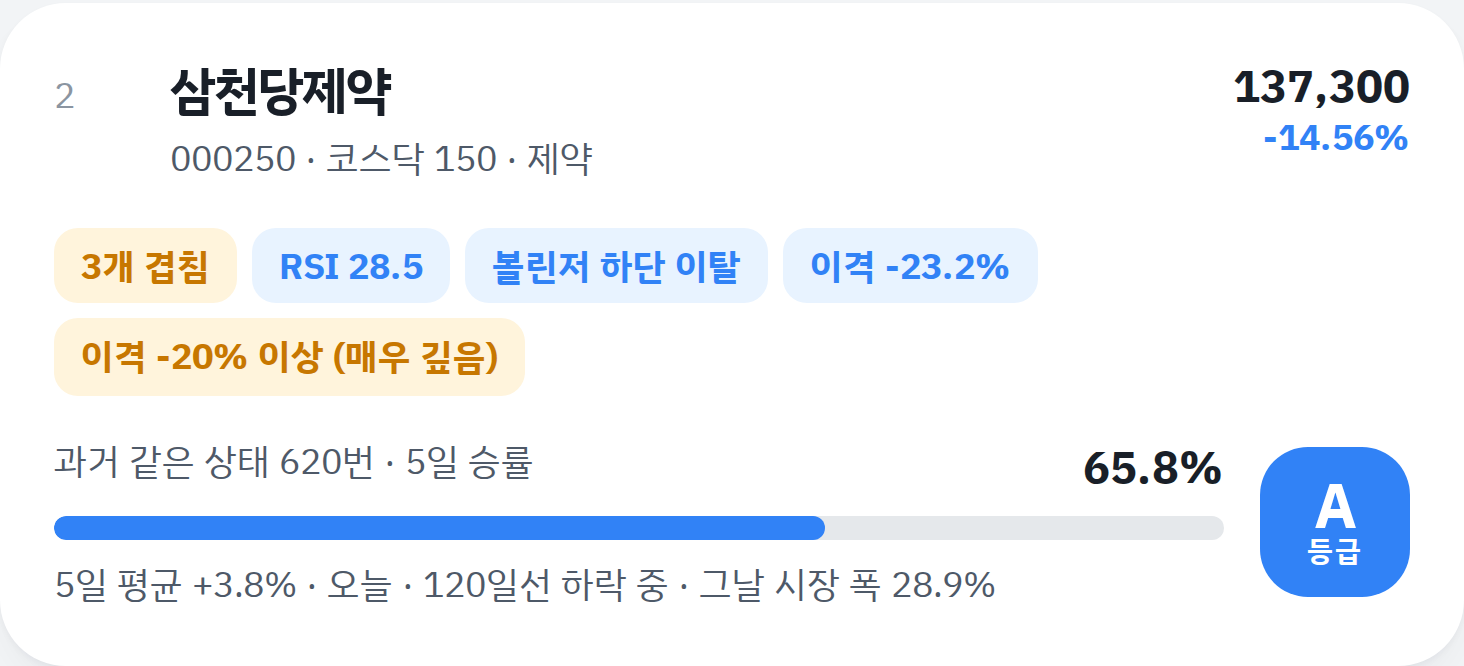 2
삼천당제약
137,300
000250 · 코스닥 150 · 제약
-14.56%
3개 겹침
RSI 28.5
볼린저 하단 이탈
이격 -23.2%
이격 -20% 이상 (매우 깊음)
과거 같은 상태 620번 · 5일 승률
65.8%
A
등급
5일 평균 +3.8% · 오늘 · 120일선 하락 중 · 그날 시장 폭 28.9%